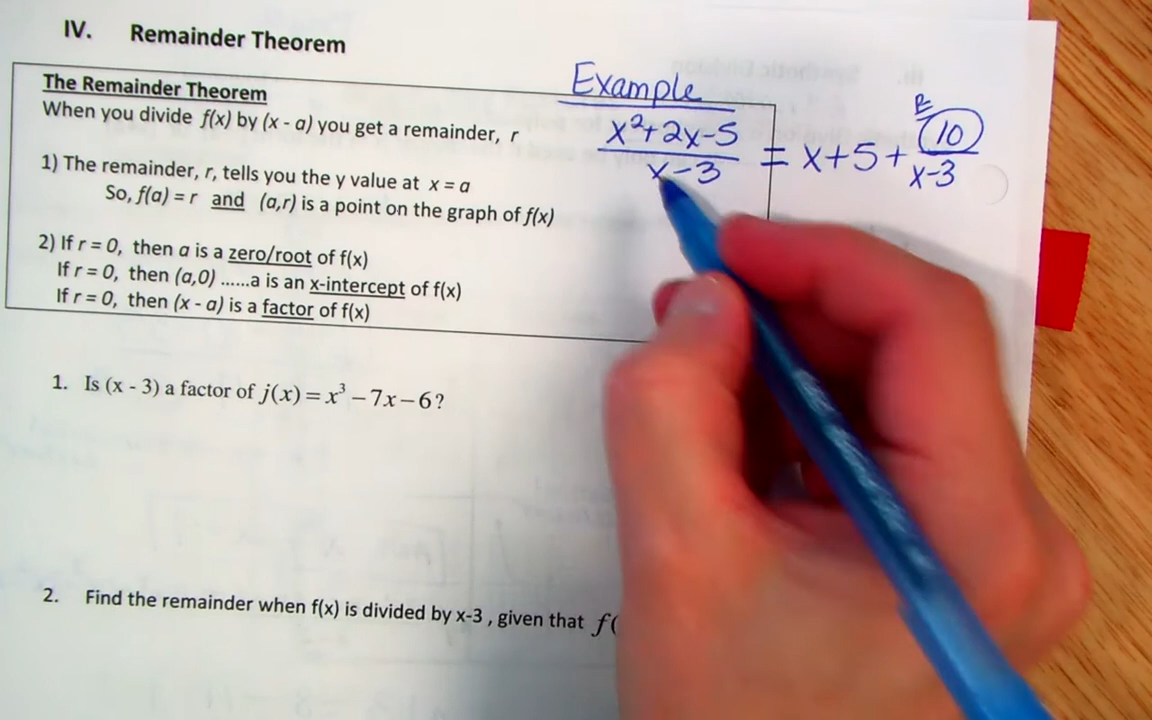 IV. Remainder Theorem
The Remainder Theorem
When you divide f(x) by (x - a) you get a remainder, r
1) The remainder, r, tells you the y value at x = a
So, f(a) = r and (a,r) is a point on the graph of f(x)
2) If r = 0, then a is a zero/root of f(x)
If r = 0, then (a,0) ......a is an x-intercept of f(x)
If r = 0, then (x - a) is a factor of f(x)
Example
x²+2x-5
x-3
= x+5+
R
10
x-3
1. Is (x - 3) a factor of j(x) = x³ – 7x – 6?
2. Find the remainder when f(x) is divided by x-3 , given that f(